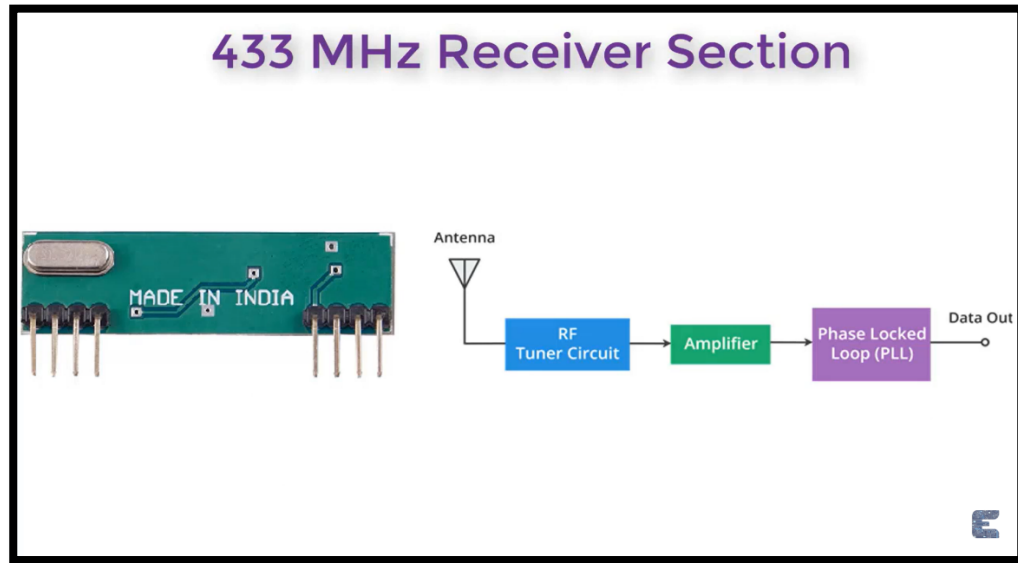 433 MHz Receiver Section
MADE IN INDIA
Antenna
RF
Tuner Circuit
Amplifier
Phase Locked
Loop (PLL)
Data Out
E